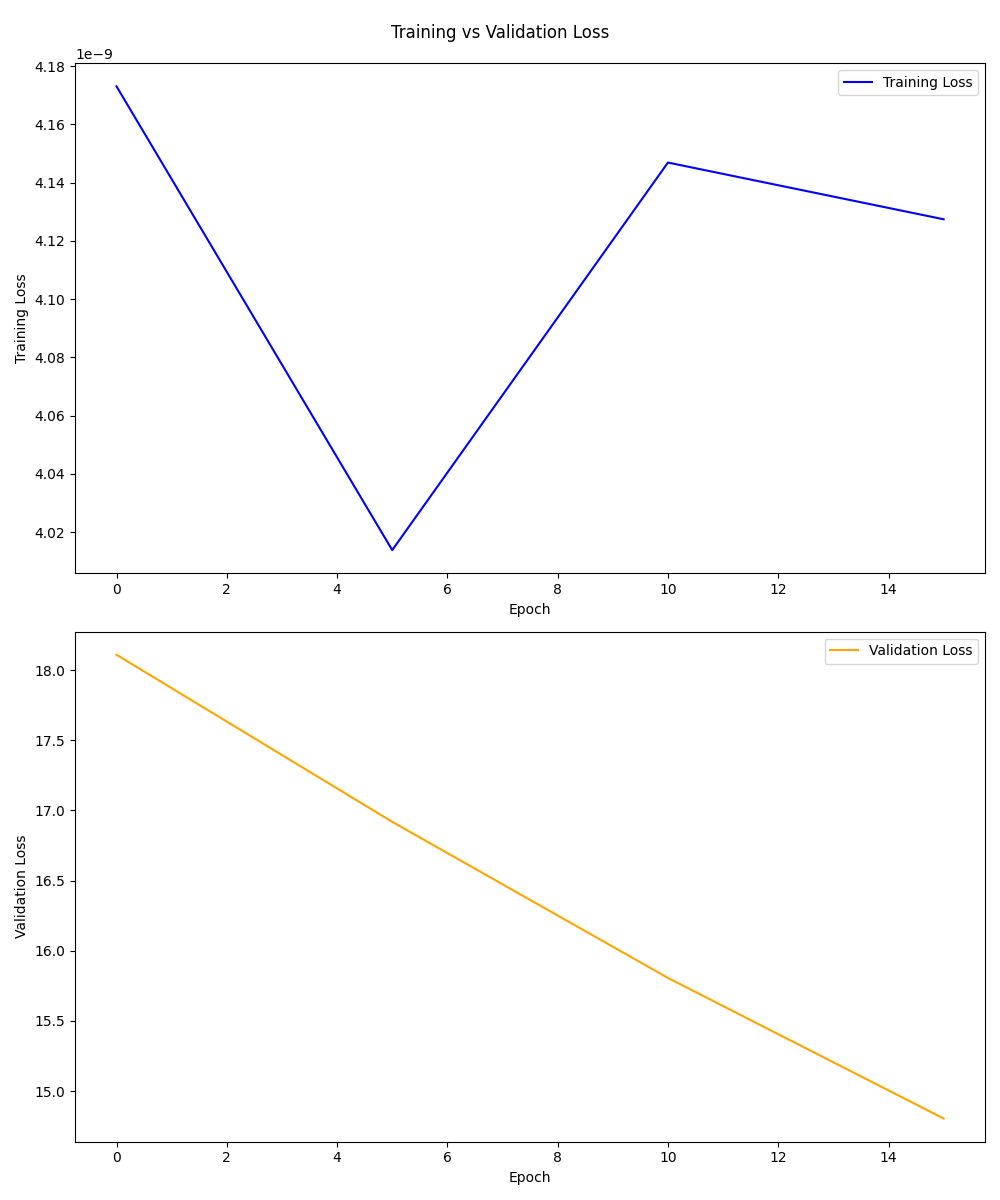 Training vs Validation Loss
1e−9
4.18
4.16
4.14
4.12
4.10
4.08
4.06
4.04
4.02
Training Loss
Training Loss
0 2 4 6 8 10 12 14
Epoch
18.0
17.5
17.0
16.5
16.0
15.5
15.0
Validation Loss
Validation Loss
0 2 4 6 8 10 12 14
Epoch